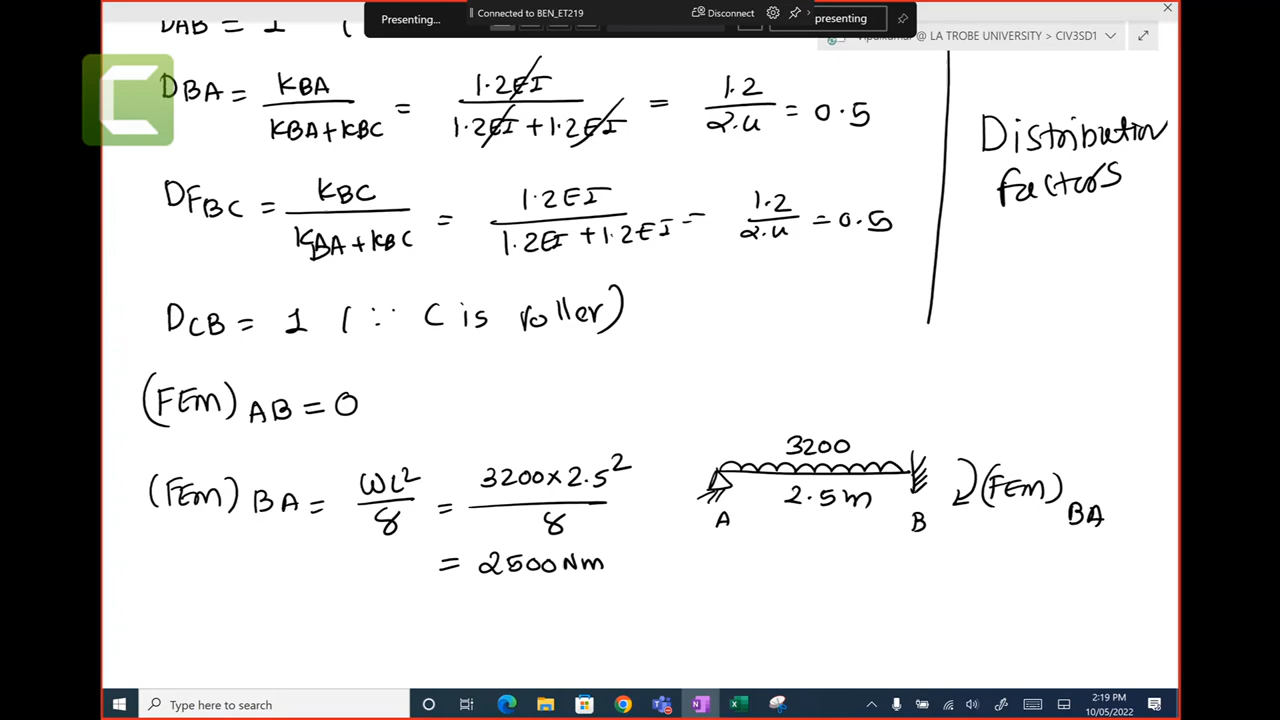 Presenting...
Connected to BEN_ET219
Disconnect
presenting
@ LA TROBE UNIVERSITY > CIV3SD1
DAB = 1 (
DBA = KBA / KBA+KBC = 1.2EI / 1.2EI + 1.2EI = 1.2 / 2.4 = 0.5
Distribution
factors
DFBC = KBC / KBA+KBC = 1.2EI / 1.2EI + 1.2EI = 1.2 / 2.4 = 0.5
DCB = 1 (∵ C is roller)
(FEM) AB = 0
(FEM) BA = WL² / 8 = 3200×2.5² / 8
= 2500Nm
3200
2.5m
A
B
(FEM) BA
Type here to search
2:19 PM
10/05/2022